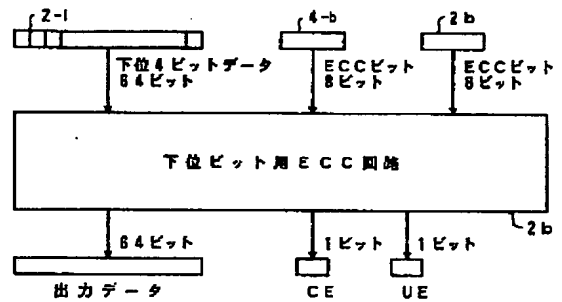 2-1 4-b 2b
下位4ビットデータ ECCビット ECCビット
64ビット 8ビット 8ビット
下位ビット用ECC回路
2b
64ビット 1ビット 1ビット
出力データ CE UE